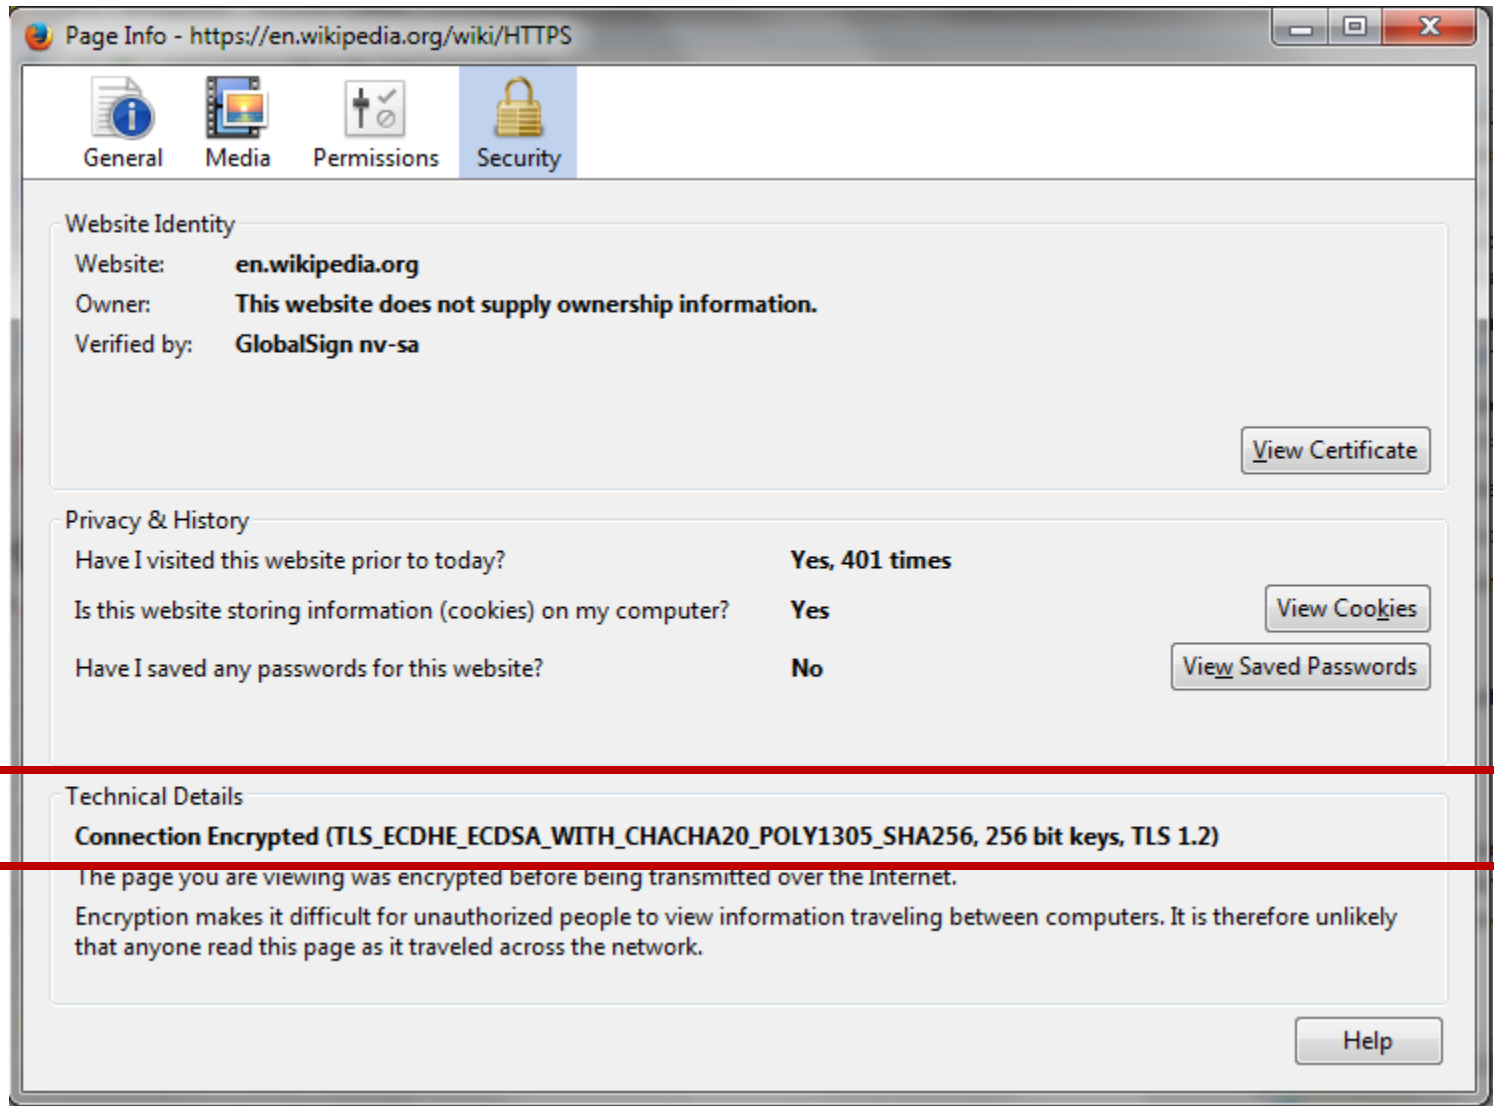 Page Info - https://en.wikipedia.org/wiki/HTTPS
General Media Permissions Security
Website Identity
Website: en.wikipedia.org
Owner: This website does not supply ownership information.
Verified by: GlobalSign nv-sa
View Certificate
Privacy & History
Have I visited this website prior to today? Yes, 401 times
Is this website storing information (cookies) on my computer? Yes View Cookies
Have I saved any passwords for this website? No View Saved Passwords
Technical Details
Connection Encrypted (TLS_ECDHE_ECDSA_WITH_CHACHA20_POLY1305_SHA256, 256 bit keys, TLS 1.2)
The page you are viewing was encrypted before being transmitted over the Internet.
Encryption makes it difficult for unauthorized people to view information traveling between computers. It is therefore unlikely
that anyone read this page as it traveled across the network.
Help